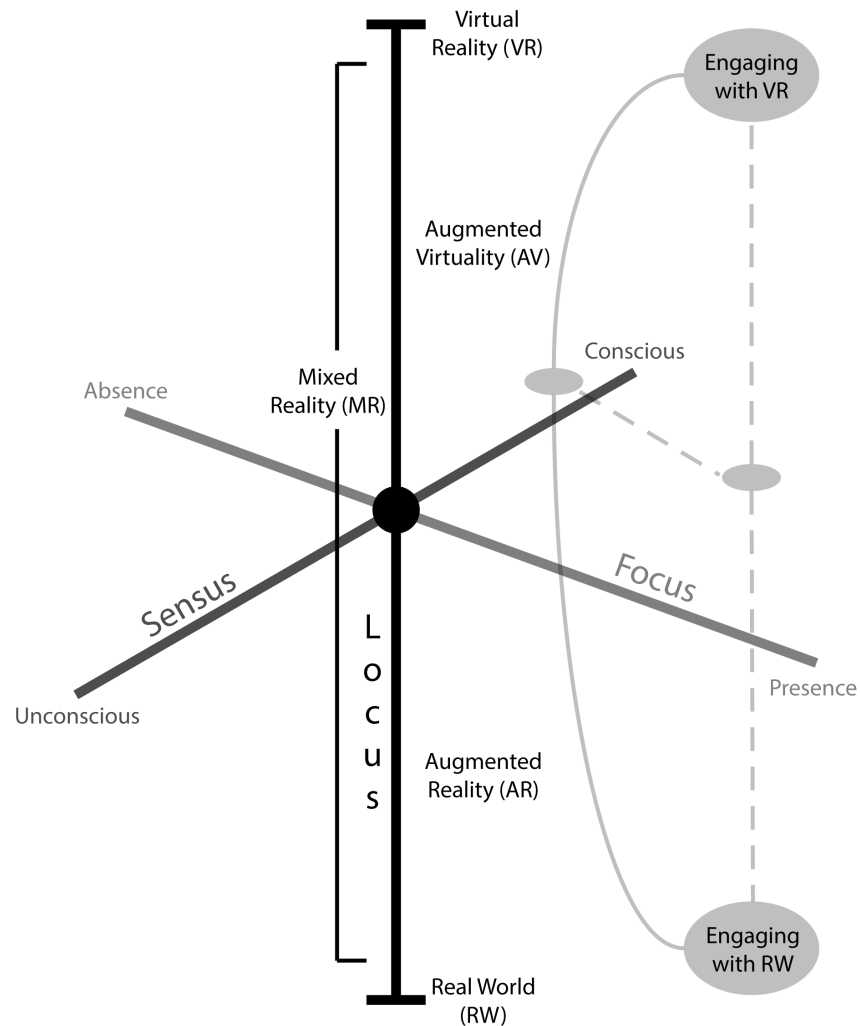 Virtual
Reality (VR)
Engaging
with VR
Augmented
Virtuality (AV)
Conscious
Absence
Mixed
Reality (MR)
Sensus
Focus
Locus
Presence
Unconscious
Augmented
Reality (AR)
Engaging
with RW
Real World
(RW)